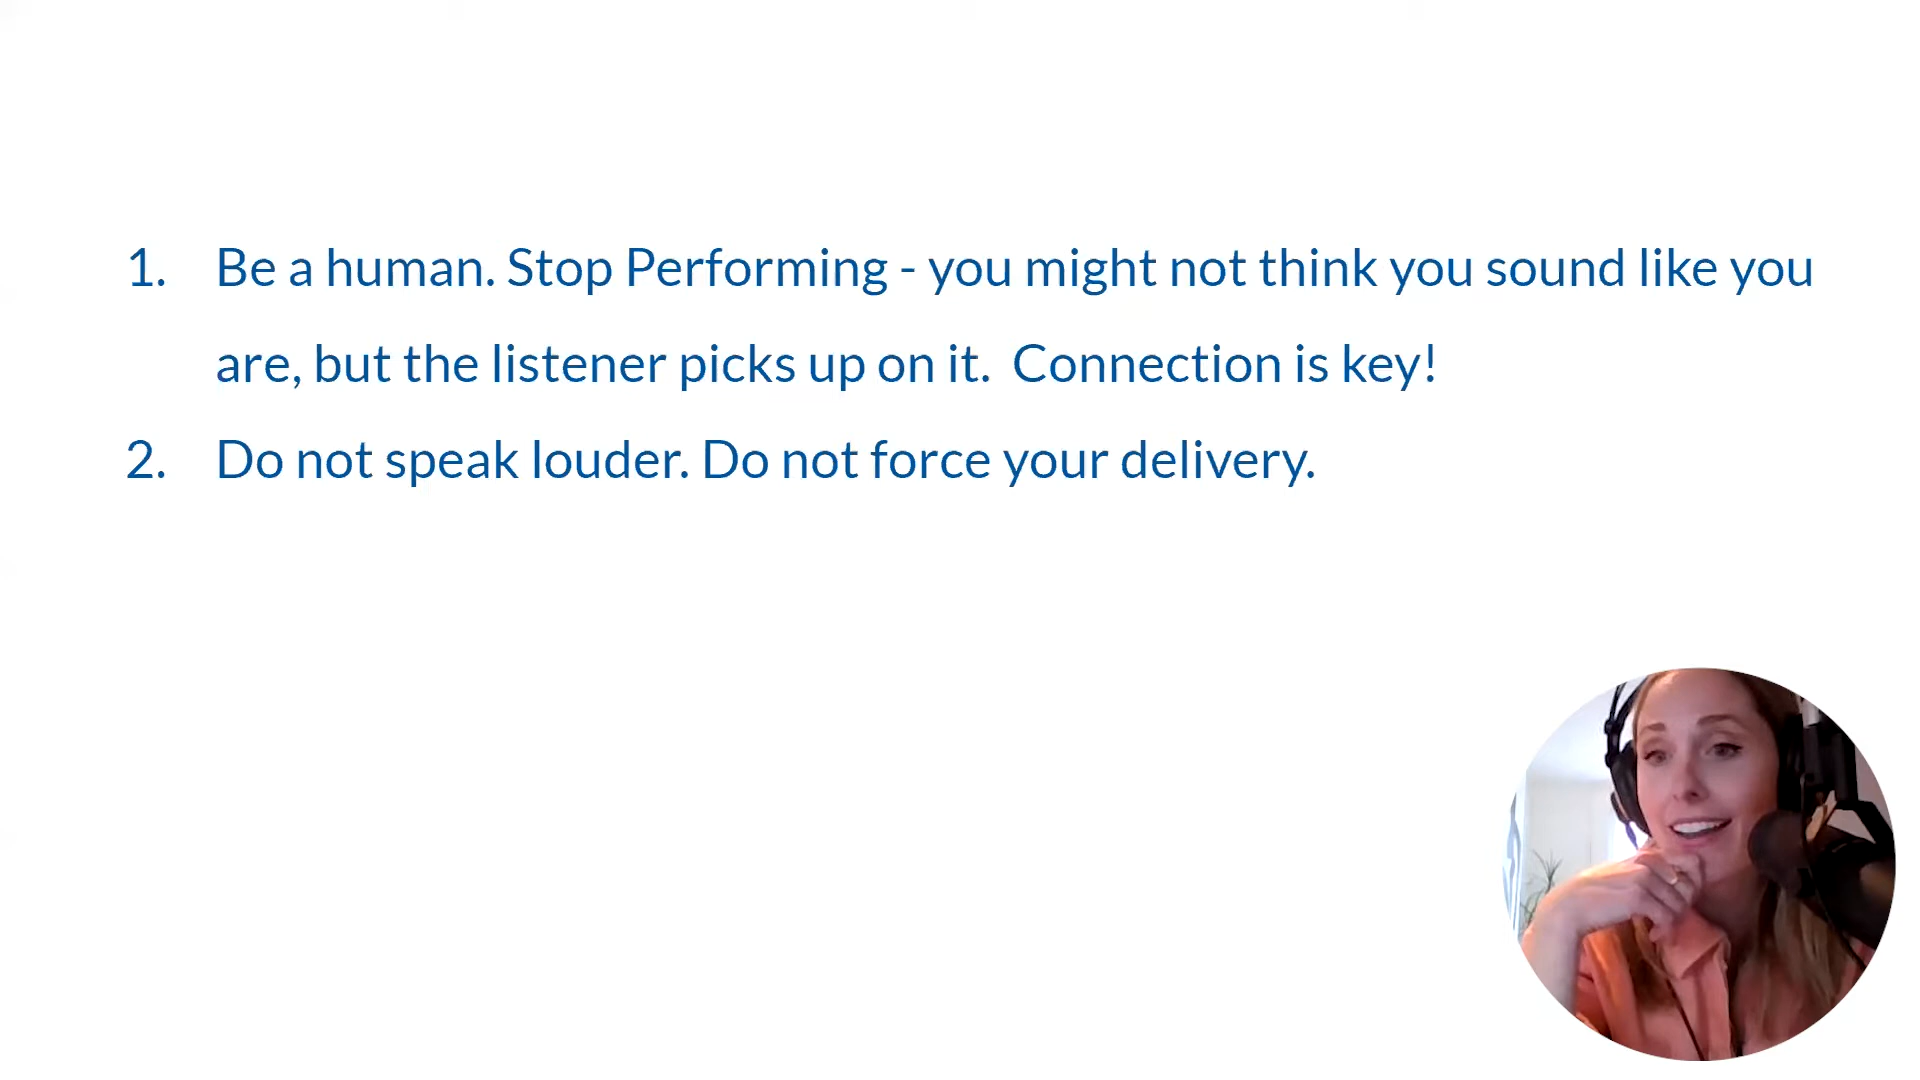 1. Be a human. Stop Performing - you might not think you sound like you
are, but the listener picks up on it.  Connection is key!
2. Do not speak louder. Do not force your delivery.